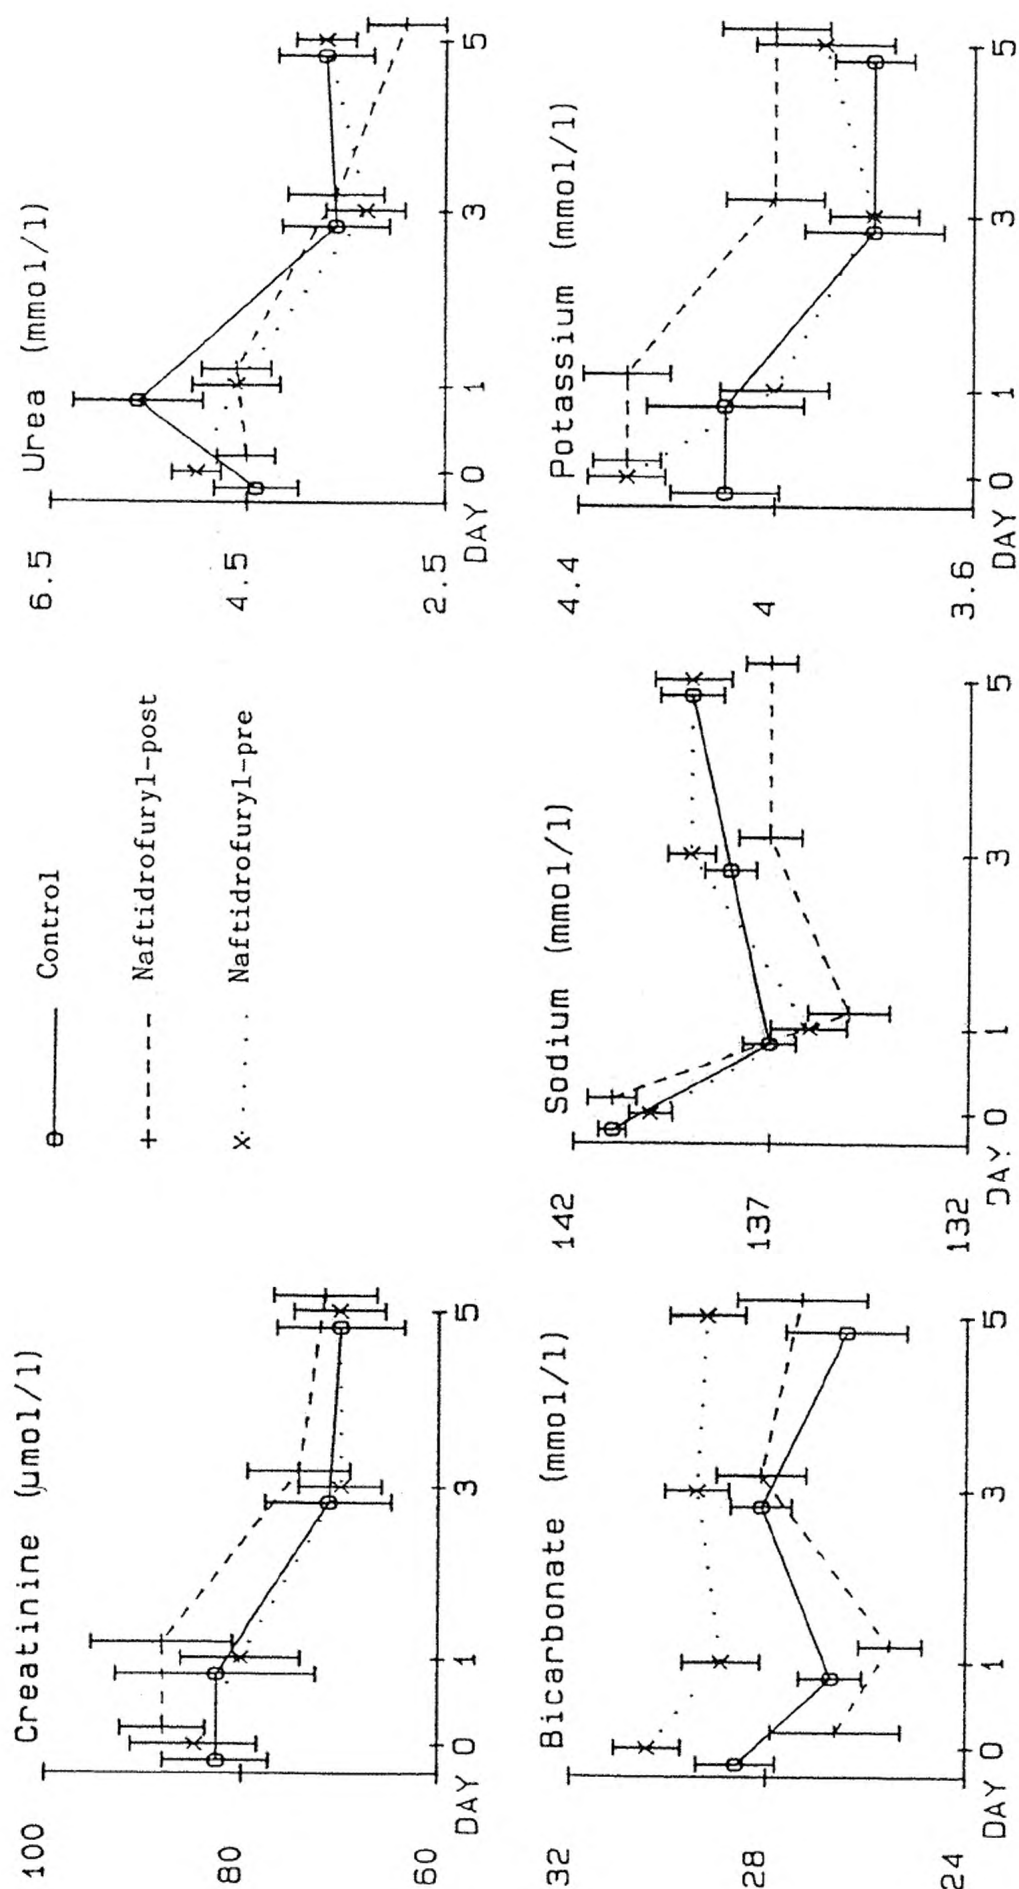 Creatinine (μmol/l)
100
80
60
DAY 0 1 3 5
Control
Naftidrofuryl-post
Naftidrofuryl-pre
Urea (mmol/l)
6.5
4.5
2.5
DAY 0 1 3 5
Bicarbonate (mmol/l)
32
28
24
DAY 0 1 3 5
Sodium (mmol/l)
142
137
132
DAY 0 1 3 5
Potassium (mmol/l)
4.4
4
3.6
DAY 0 1 3 5